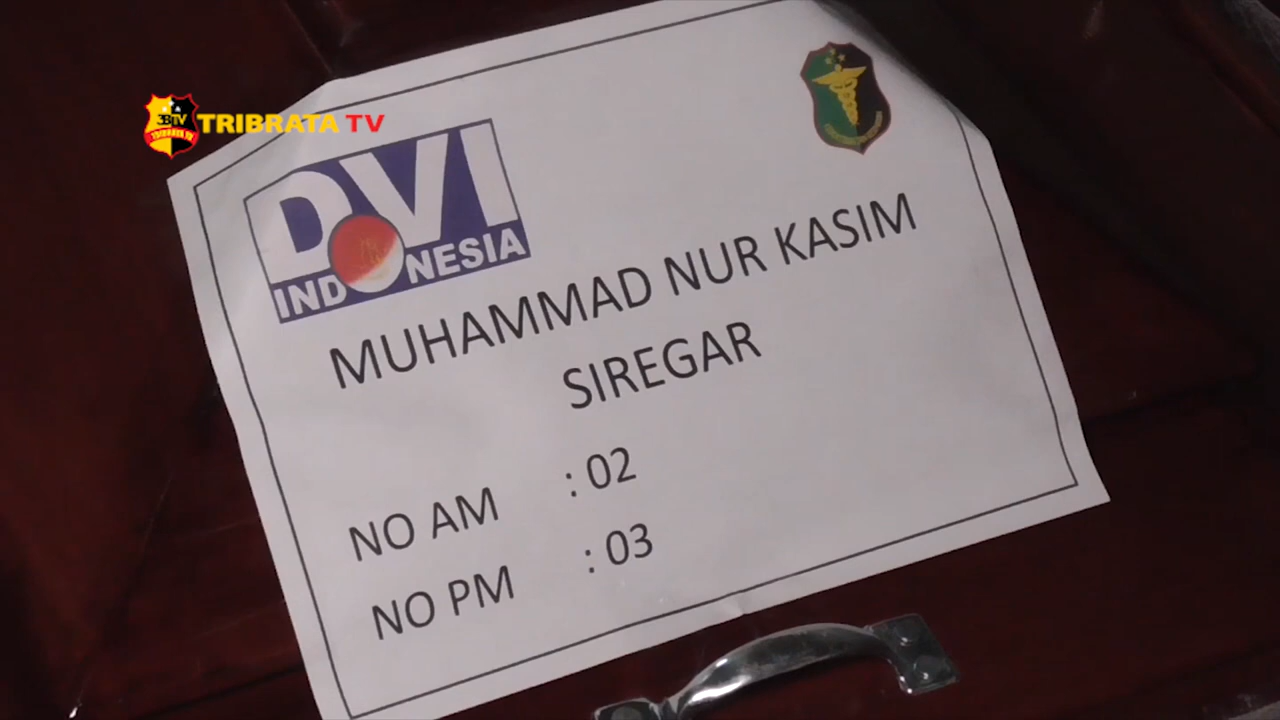 TRIBRATA TV
DVI
INDONESIA
MUHAMMAD NUR KASIM
SIREGAR
NO AM : 02
NO PM : 03